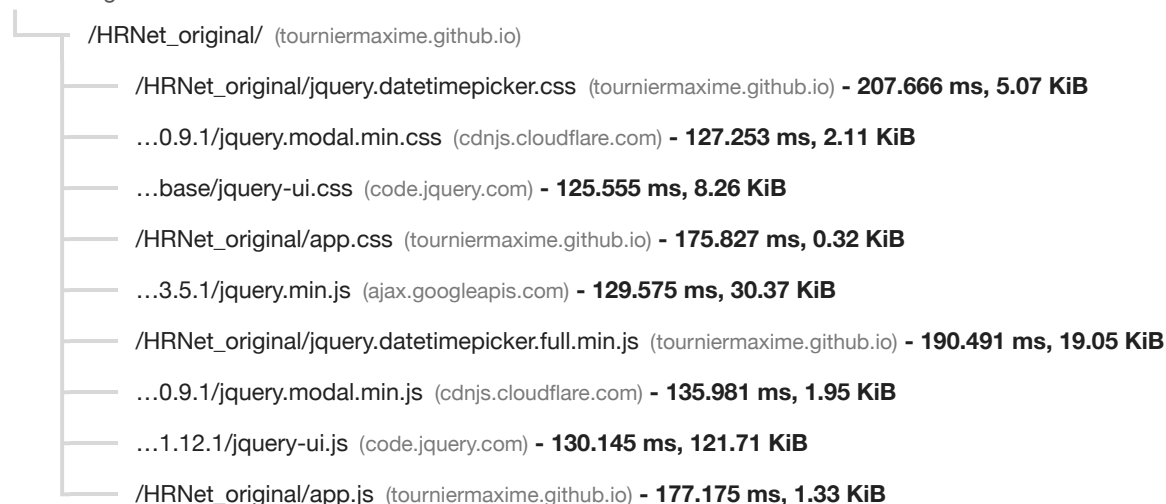 /HRNet_original/ (tourniermaxime.github.io)
/HRNet_original/jquery.datetimepicker.css (tourniermaxime.github.io) - 207.666 ms, 5.07 KiB
…0.9.1/jquery.modal.min.css (cdnjs.cloudflare.com) - 127.253 ms, 2.11 KiB
…base/jquery-ui.css (code.jquery.com) - 125.555 ms, 8.26 KiB
/HRNet_original/app.css (tourniermaxime.github.io) - 175.827 ms, 0.32 KiB
…3.5.1/jquery.min.js (ajax.googleapis.com) - 129.575 ms, 30.37 KiB
/HRNet_original/jquery.datetimepicker.full.min.js (tourniermaxime.github.io) - 190.491 ms, 19.05 KiB
…0.9.1/jquery.modal.min.js (cdnjs.cloudflare.com) - 135.981 ms, 1.95 KiB
…1.12.1/jquery-ui.js (code.jquery.com) - 130.145 ms, 121.71 KiB
/HRNet_original/app.js (tourniermaxime.github.io) - 177.175 ms, 1.33 KiB